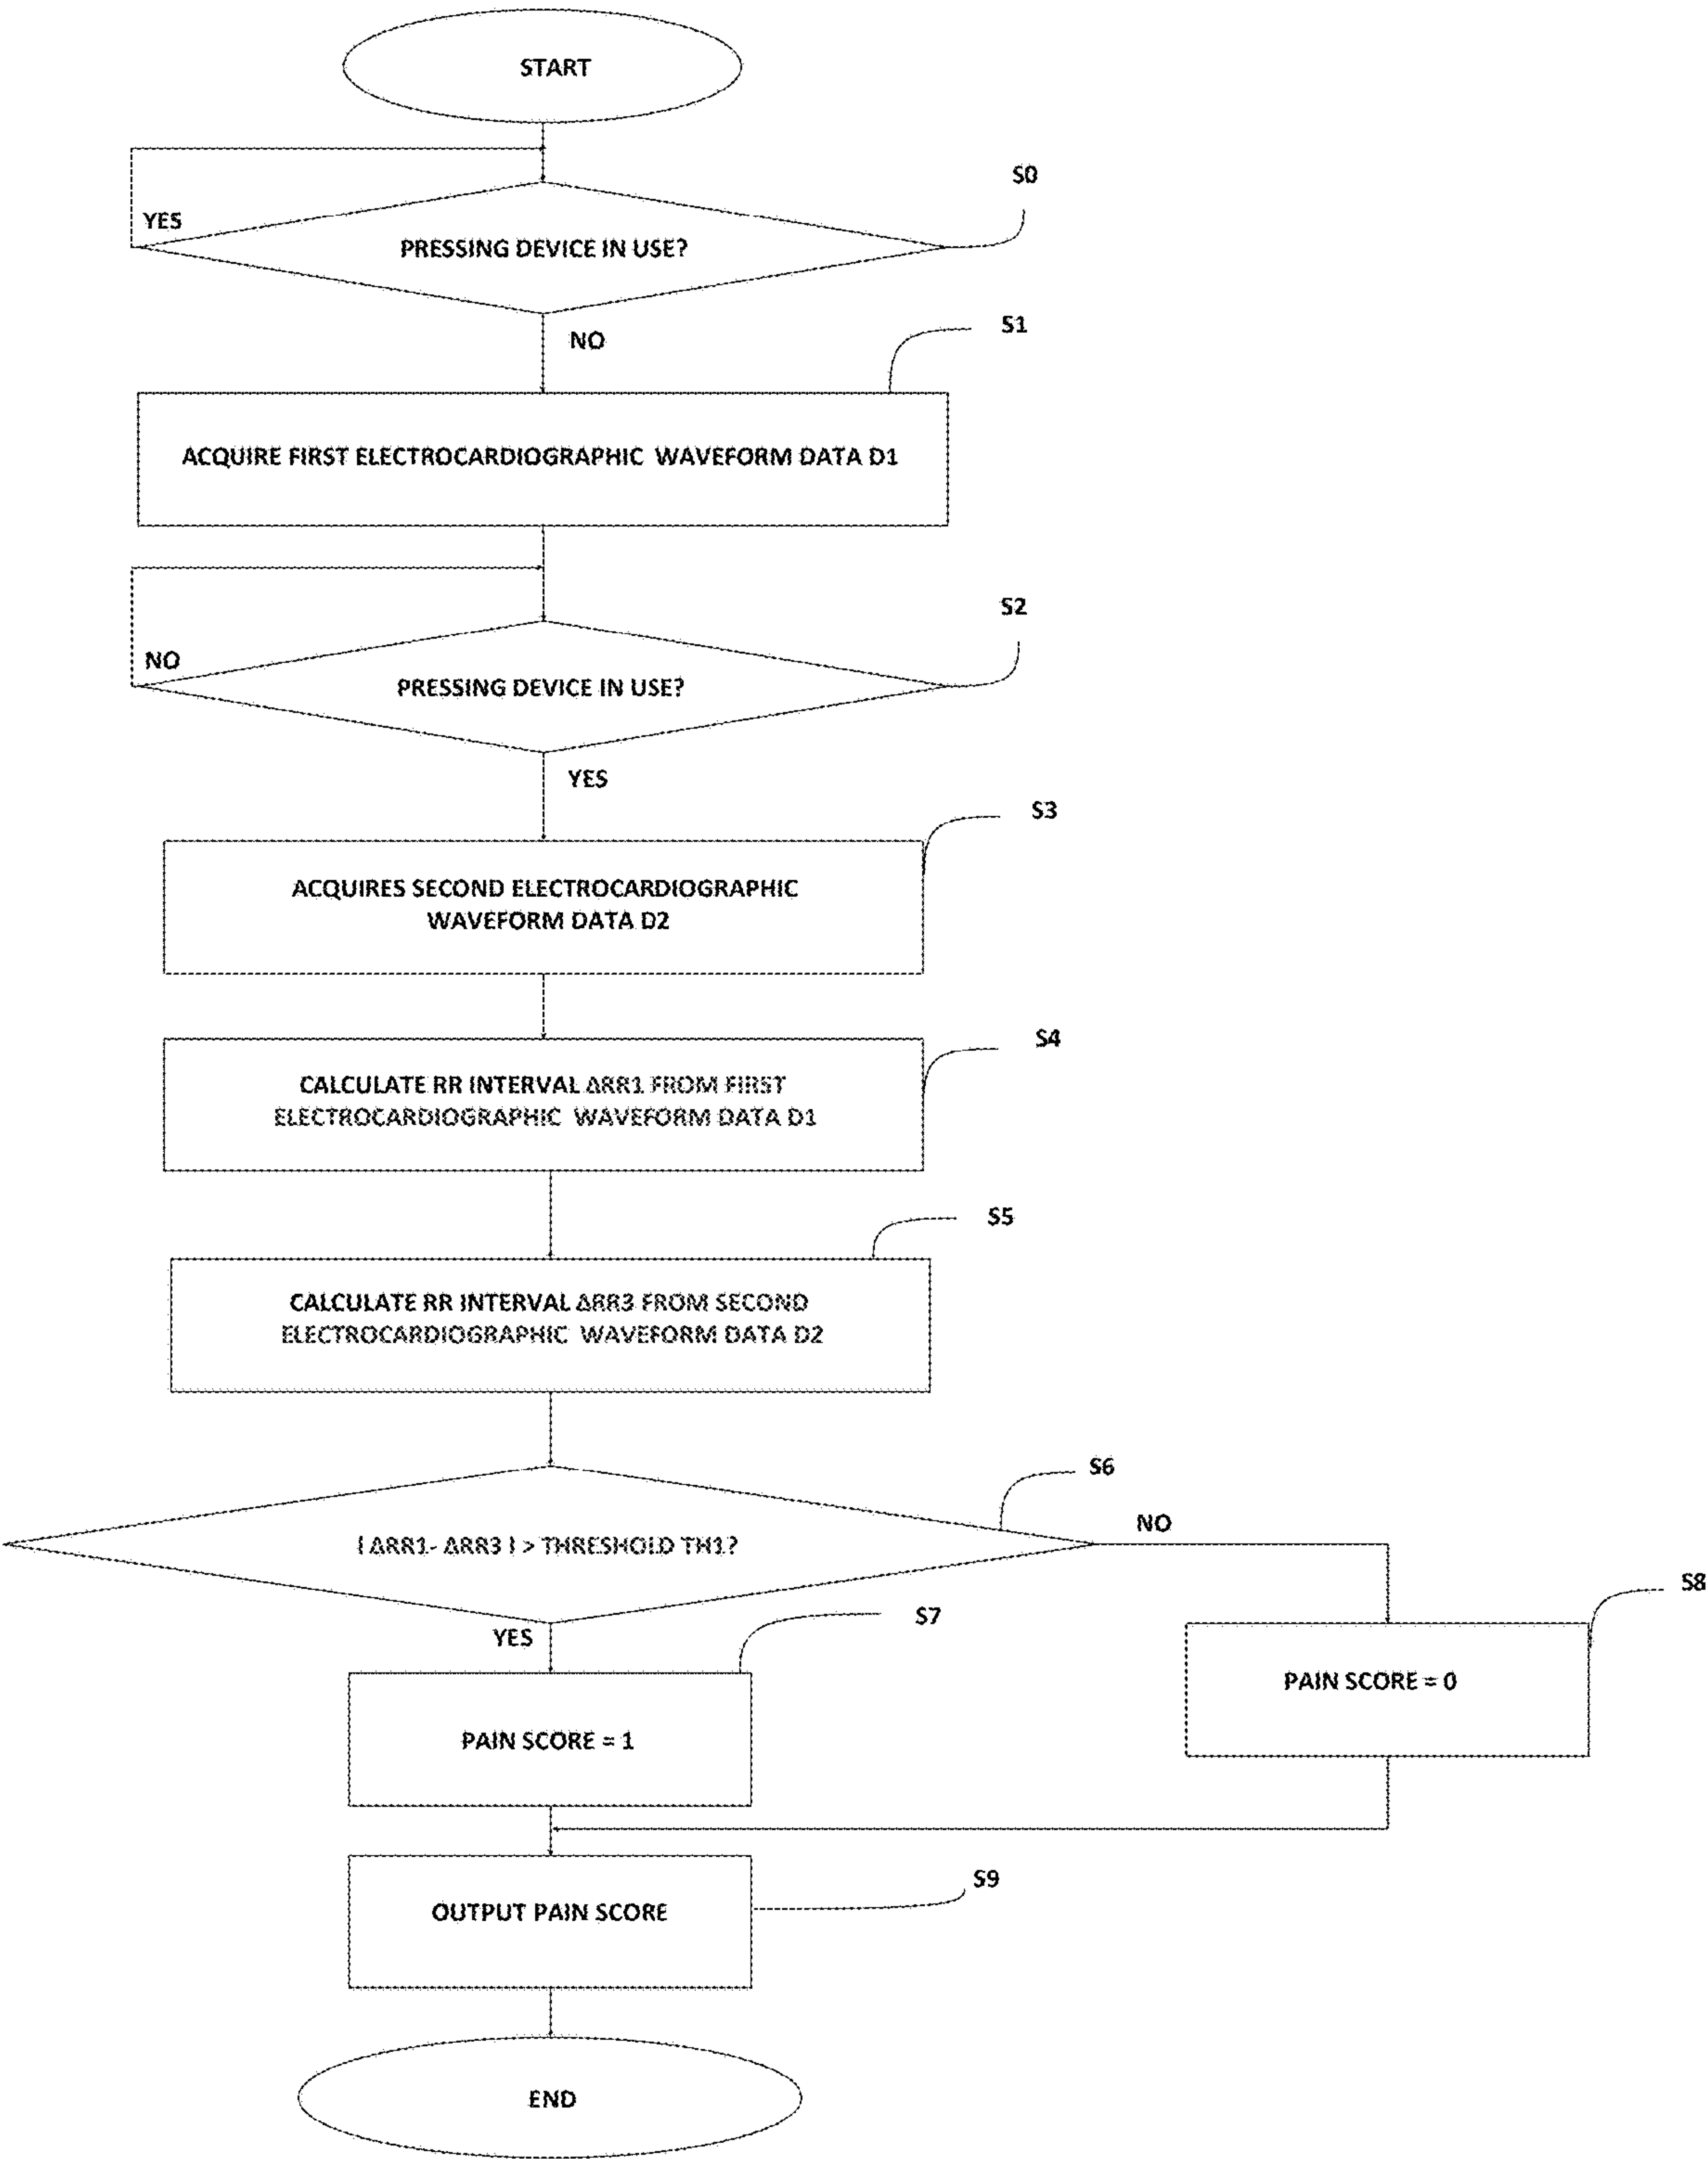 START
S0
YES
PRESSING DEVICE IN USE?
NO
S1
ACQUIRE FIRST ELECTROCARDIOGRAPHIC WAVEFORM DATA D1
S2
NO
PRESSING DEVICE IN USE?
YES
S3
ACQUIRES SECOND ELECTROCARDIOGRAPHIC
WAVEFORM DATA D2
S4
CALCULATE RR INTERVAL ΔRR1 FROM FIRST
ELECTROCARDIOGRAPHIC WAVEFORM DATA D1
S5
CALCULATE RR INTERVAL ΔRR3 FROM SECOND
ELECTROCARDIOGRAPHIC WAVEFORM DATA D2
S6
NO
| ΔRR1- ΔRR3 | > THRESHOLD TH1?
S8
S7
YES
PAIN SCORE = 0
PAIN SCORE = 1
S9
OUTPUT PAIN SCORE
END